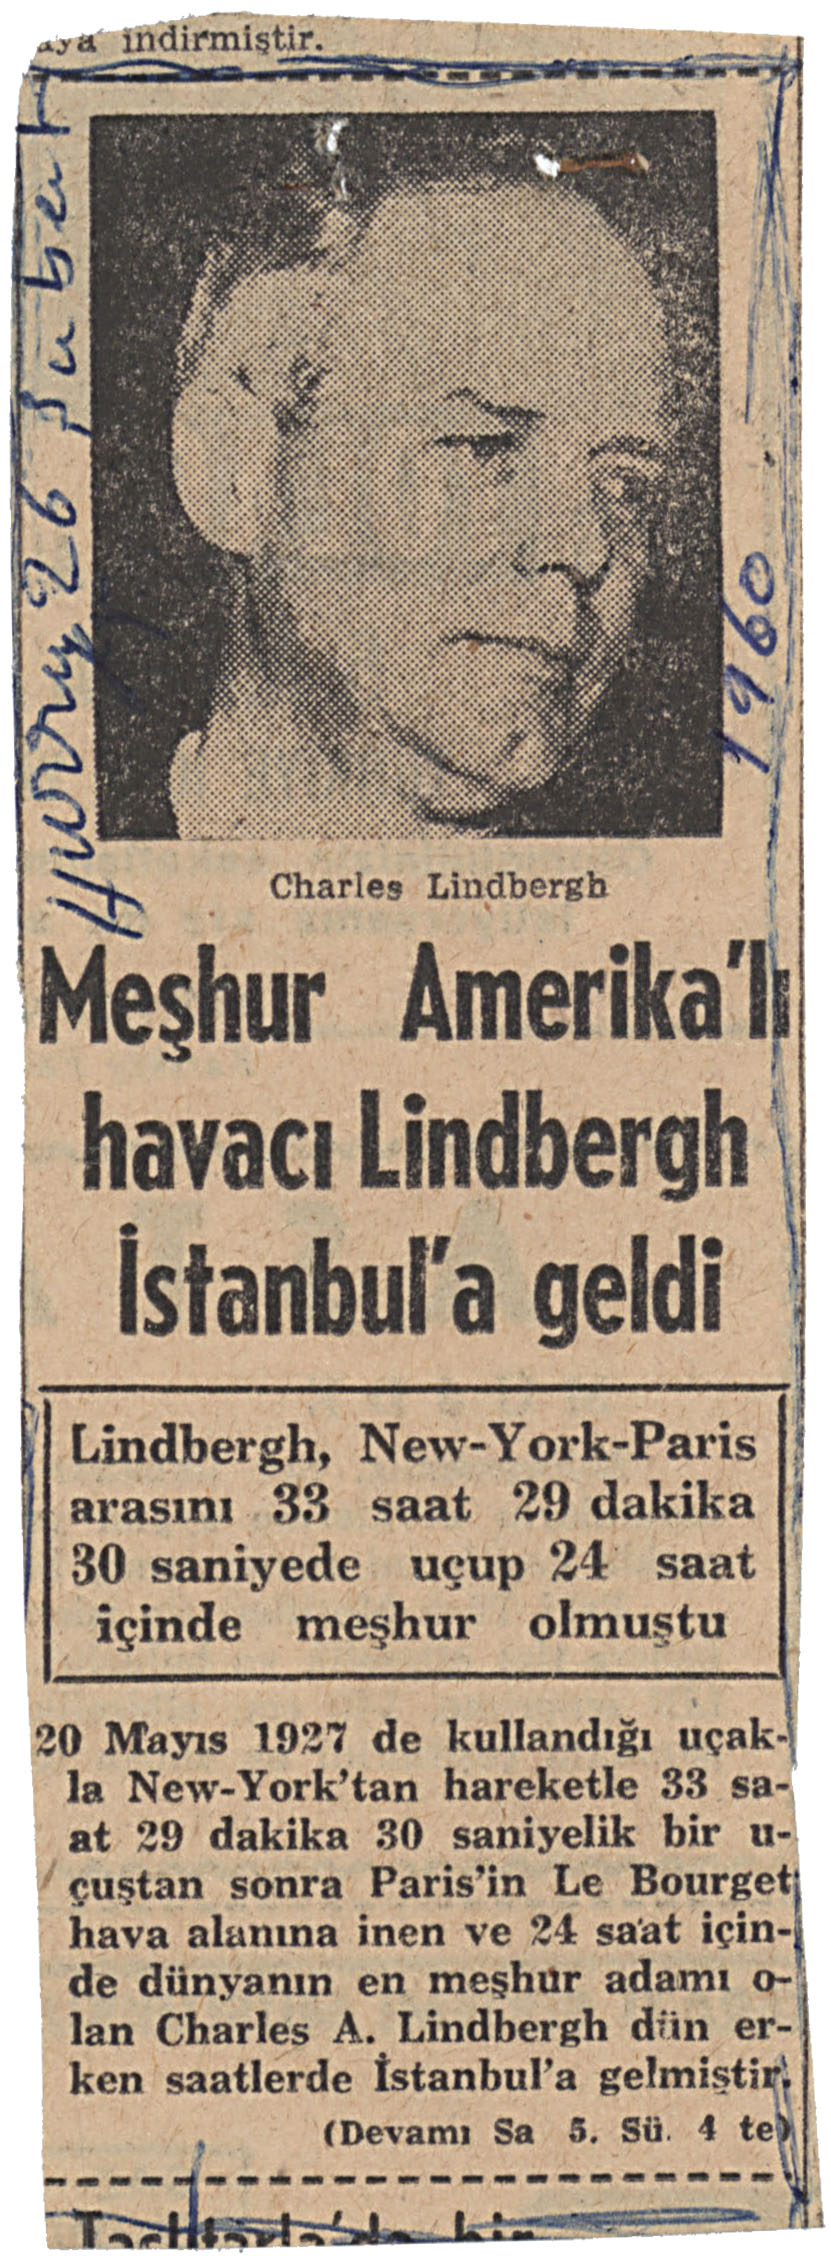 indirmiştir.
Hürriyet 26 Şubat
1960
Charles Lindbergh
Meşhur Amerika'lı
havacı Lindbergh
İstanbul'a geldi
Lindbergh, New-York-Paris
arasını 33 saat 29 dakika
30 saniyede uçup 24 saat
içinde meşhur olmuştu
20 Mayıs 1927 de kullandığı uçak-
la New-York'tan hareketle 33 sa-
at 29 dakika 30 saniyelik bir u-
çuştan sonra Paris'in Le Bourget
hava alanına inen ve 24 saat için-
de dünyanın en meşhur adamı o-
lan Charles A. Lindbergh dün er-
ken saatlerde İstanbul'a gelmiştir.
(Devamı Sa 5. Sü. 4 te)
bir